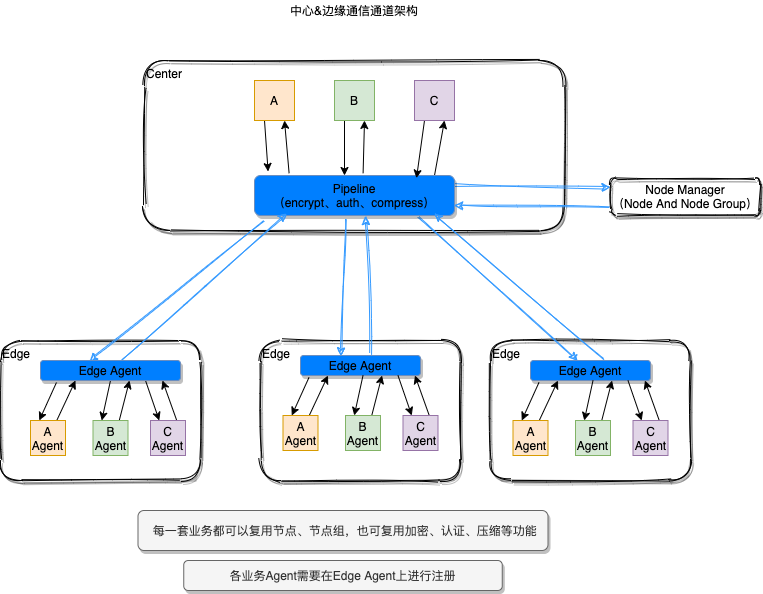 中心&边缘通信通道架构
Center
A
B
C
Pipeline
（encrypt、auth、compress）
Node Manager
（Node And Node Group）
Edge
Edge Agent
A
Agent
B
Agent
C
Agent
Edge
Edge Agent
A
Agent
B
Agent
C
Agent
Edge
Edge Agent
A
Agent
B
Agent
C
Agent
每一套业务都可以复用节点、节点组，也可复用加密、认证、压缩等功能
各业务Agent需要在Edge Agent上进行注册